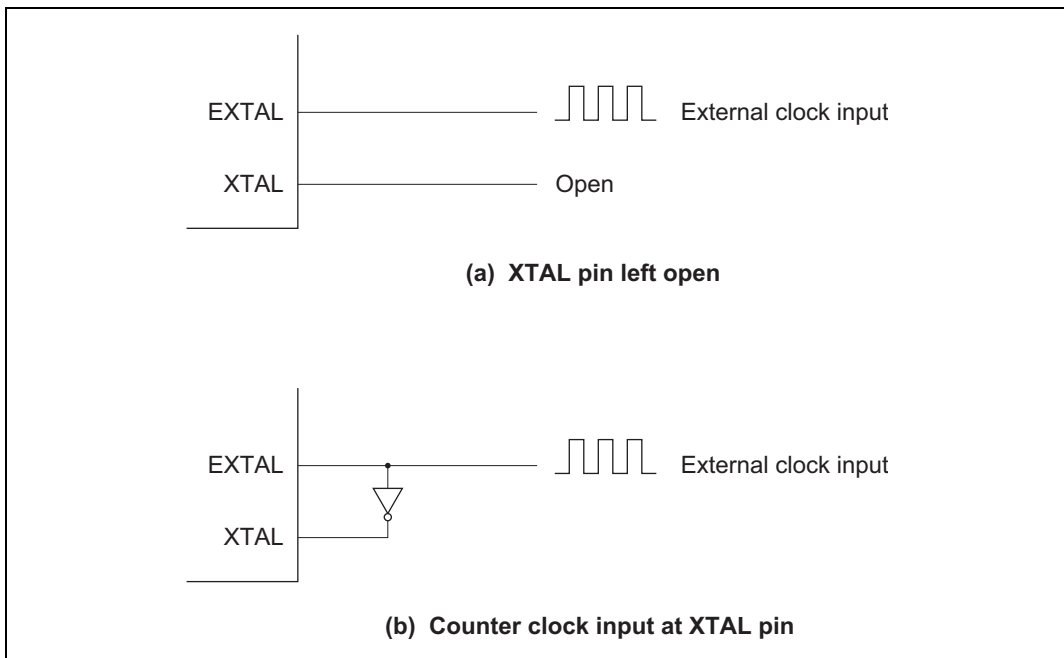 EXTAL
External clock input
XTAL
Open
(a) XTAL pin left open
EXTAL
External clock input
XTAL
(b) Counter clock input at XTAL pin